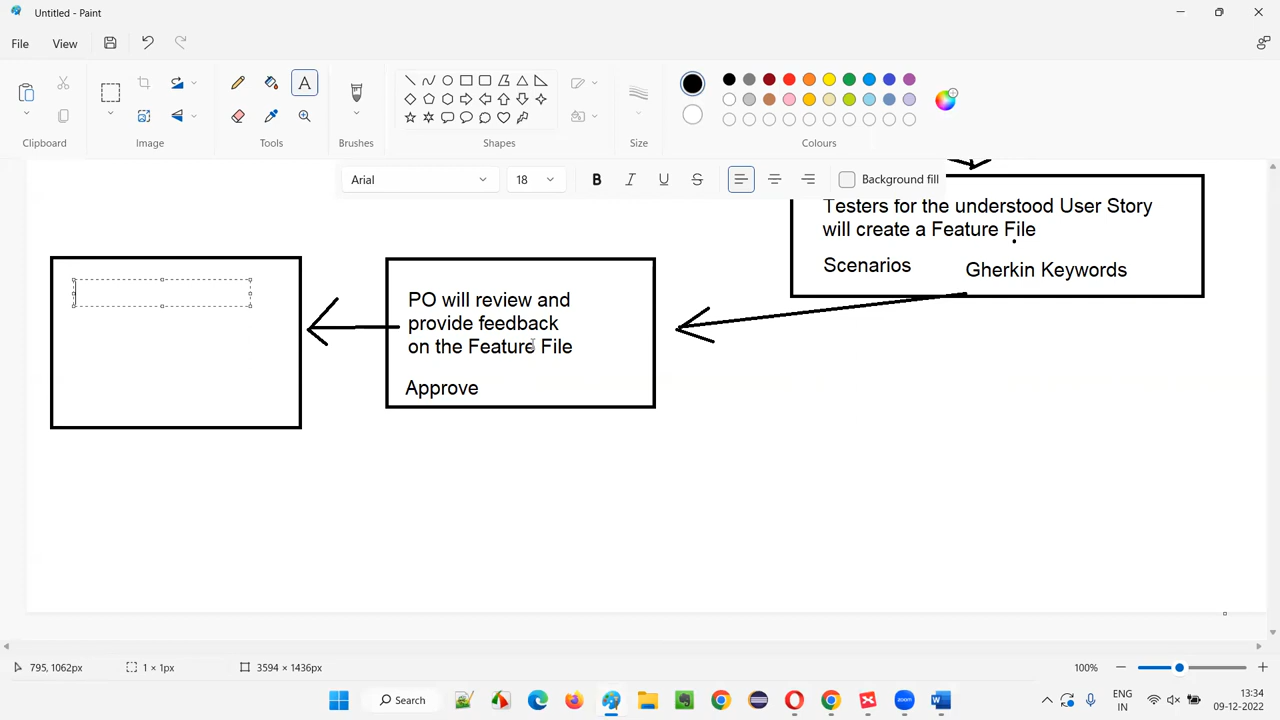 Untitled - Paint
File
View
Clipboard
Image
Tools
Brushes
Shapes
Size
Colours
Arial
18
B
I
U
S
Background fill
Testers for the understood User Story
will create a Feature File
Scenarios
Gherkin Keywords
PO will review and
provide feedback
on the Feature File
Approve
795, 1062px
1 × 1px
3594 × 1436px
100%
Search
zoom
ENG
IN
13:34
09-12-2022